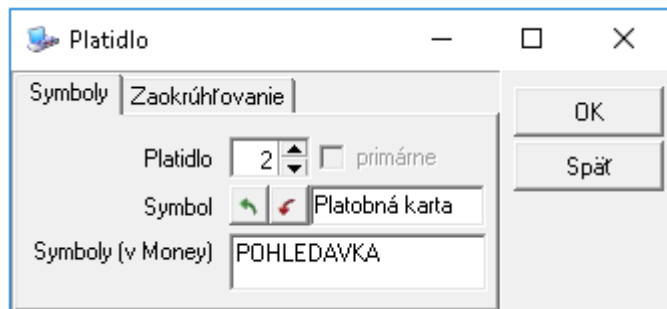 Platidlo
Symboly Zaokrúhľovanie
OK
Platidlo 2 primárne
Späť
Symbol Platobná karta
Symboly (v Money) POHLEDAVKA